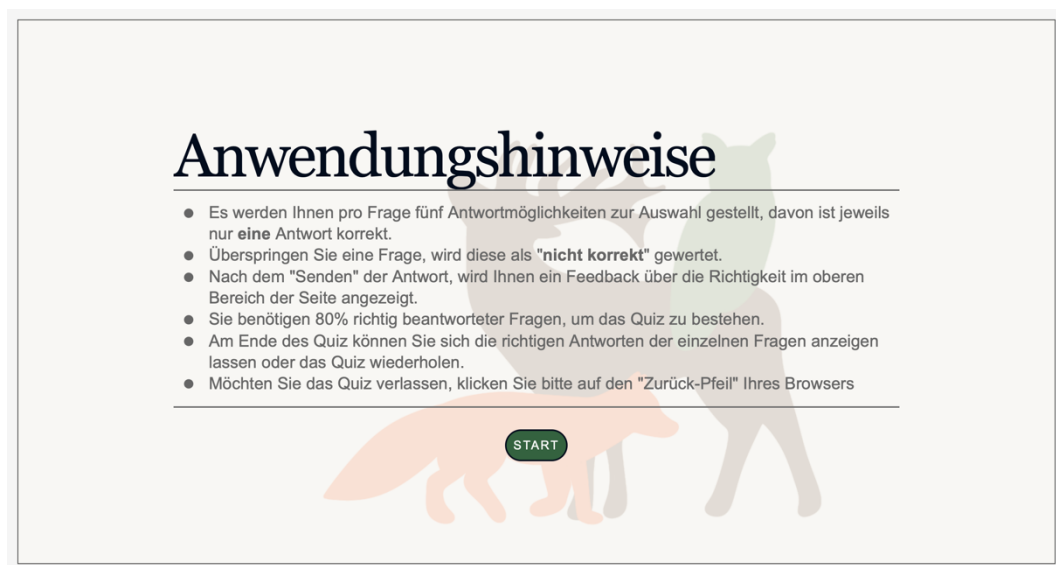 Anwendungshinweise
● Es werden Ihnen pro Frage fünf Antwortmöglichkeiten zur Auswahl gestellt, davon ist jeweils
nur eine Antwort korrekt.
● Überspringen Sie eine Frage, wird diese als "nicht korrekt" gewertet.
● Nach dem "Senden" der Antwort, wird Ihnen ein Feedback über die Richtigkeit im oberen
Bereich der Seite angezeigt.
● Sie benötigen 80% richtig beantworteter Fragen, um das Quiz zu bestehen.
● Am Ende des Quiz können Sie sich die richtigen Antworten der einzelnen Fragen anzeigen
lassen oder das Quiz wiederholen.
● Möchten Sie das Quiz verlassen, klicken Sie bitte auf den "Zurück-Pfeil" Ihres Browsers
START